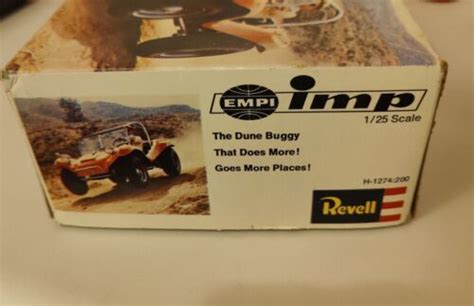 EMPI imp
1/25 Scale
The Dune Buggy
That Does More!
Goes More Places!
H-1274:200
Revell